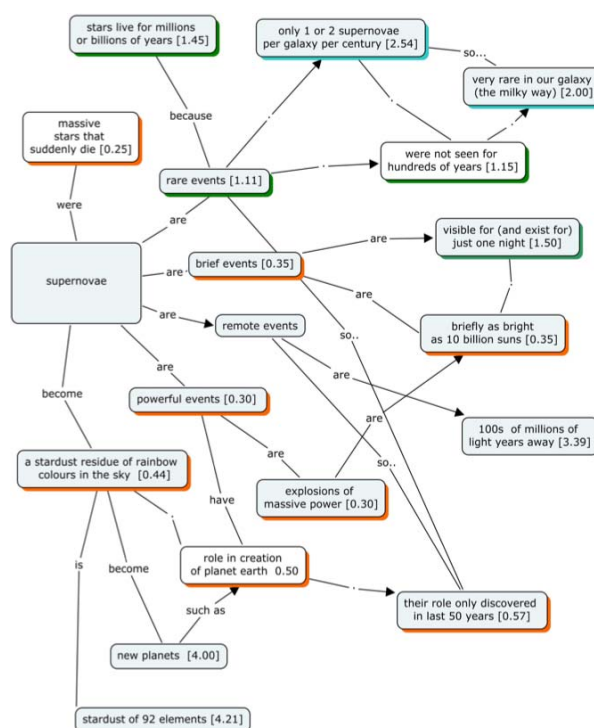 stars live for millions
or billions of years [1.45]
only 1 or 2 supernovae
per galaxy per century [2.54]
so...
very rare in our galaxy
(the milky way) [2.00]
because
massive
stars that
suddenly die [0.25]
were not seen for
hundreds of years [1.15]
rare events [1.11]
were
are
visible for (and exist for)
just one night [1.50]
are
supernovae
are
brief events [0.35]
are
are
remote events
briefly as bright
as 10 billion suns [0.35]
so..
are
are
become
powerful events [0.30]
are
100s of millions of
light years away [3.39]
are
a stardust residue of rainbow
colours in the sky [0.44]
so..
explosions of
massive power [0.30]
have
is
become
role in creation
of planet earth 0.50
such as
their role only discovered
in last 50 years [0.57]
new planets [4.00]
stardust of 92 elements [4.21]